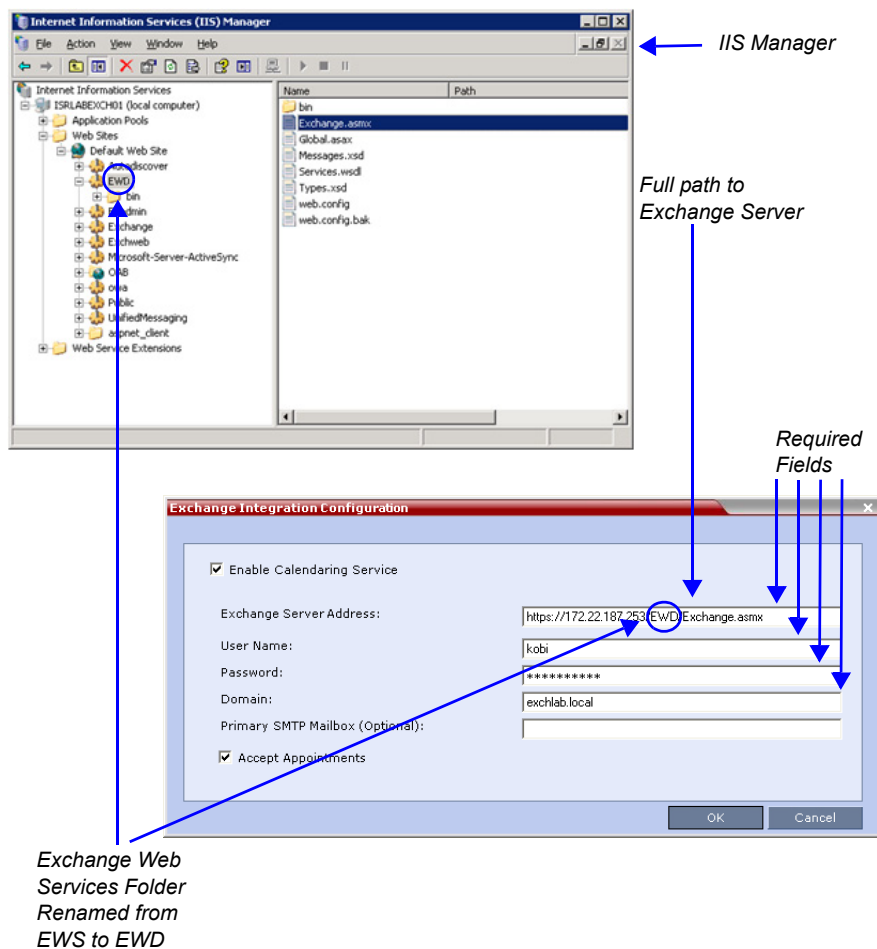 Internet Information Services (IIS) Manager
File Action View Window Help
IIS Manager
Internet Information Services
ISRLABEXCH01 (local computer)
Application Pools
Web Sites
Default Web Site
Autodiscover
EWD
bin
Exchange
Microsoft-Server-ActiveSync
OAB
owa
Public
UnifiedMessaging
aspnet_client
Web Service Extensions
Name Path
bin
Exchange.asmx
Global.asax
Messages.xsd
Services.wsdl
Types.xsd
web.config
web.config.bak
Full path to
Exchange Server
Required
Fields
Exchange Integration Configuration
Enable Calendaring Service
Exchange Server Address: https://172.22.187.253/EWD/Exchange.asmx
User Name: kobi
Password: **********
Domain: exchlab.local
Primary SMTP Mailbox (Optional):
Accept Appointments
OK Cancel
Exchange Web
Services Folder
Renamed from
EWS to EWD